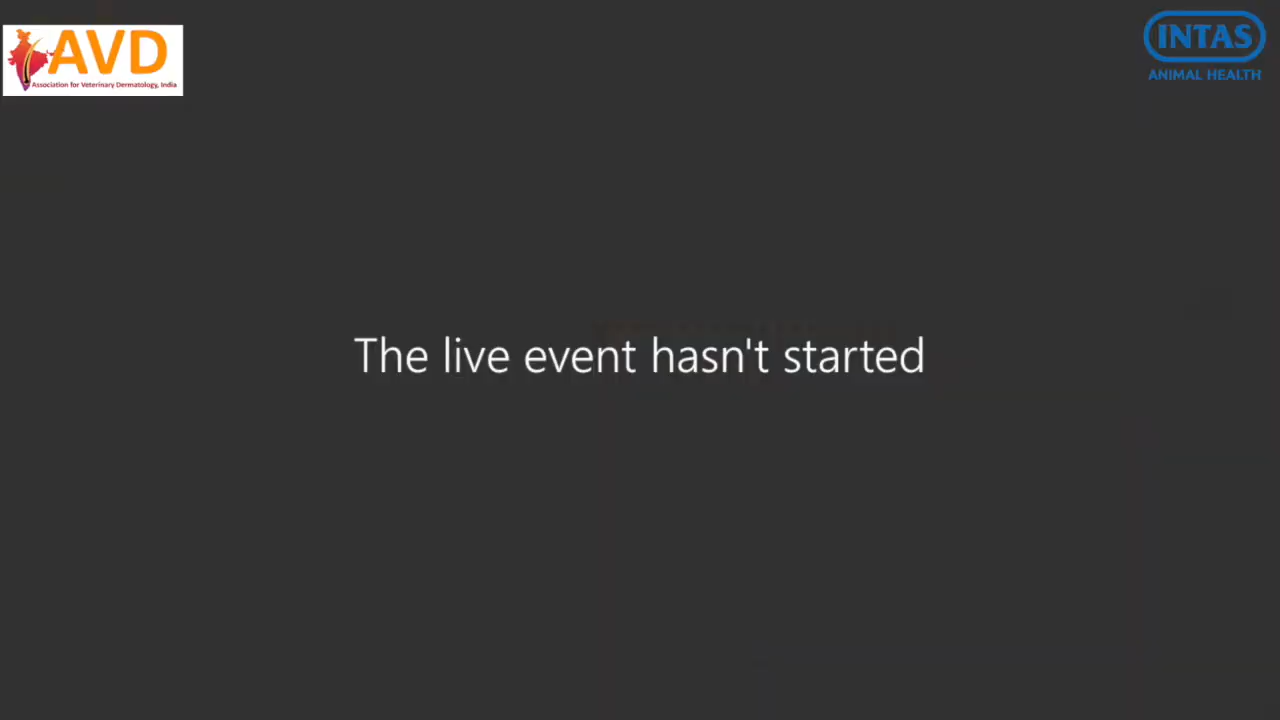 AVD
Association for Veterinary Dermatology, India
INTAS
ANIMAL HEALTH
The live event hasn't started